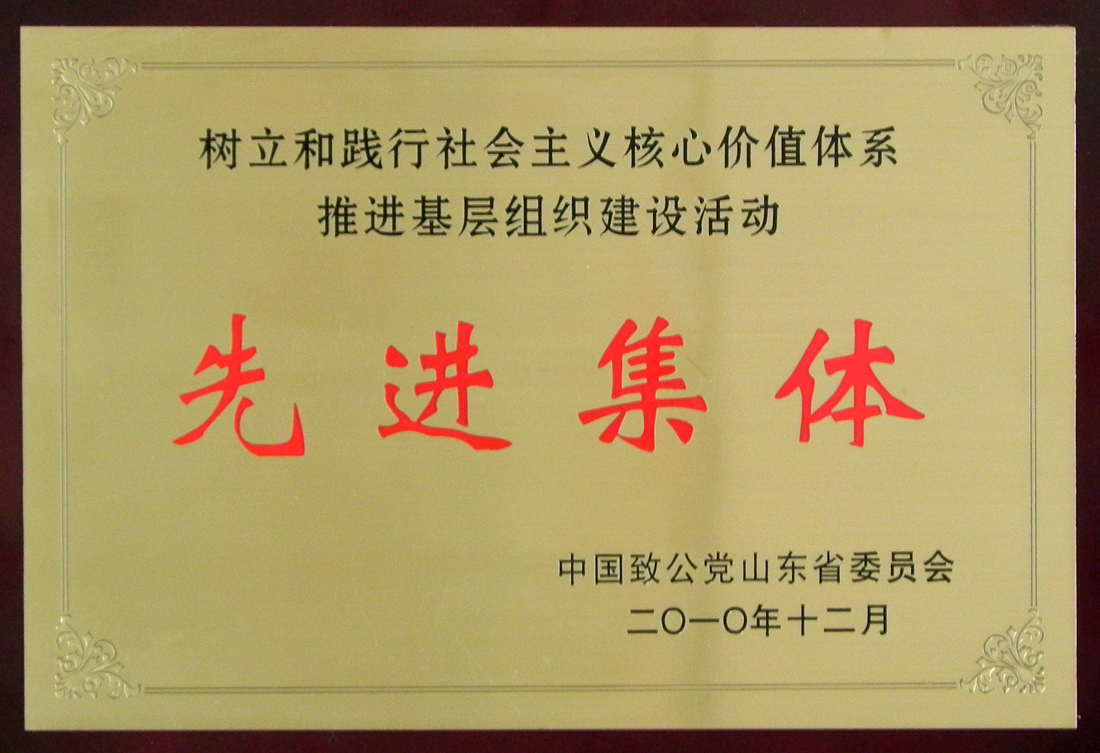 树立和践行社会主义核心价值体系
推进基层组织建设活动
先进集体
中国致公党山东省委员会
二〇一〇年十二月